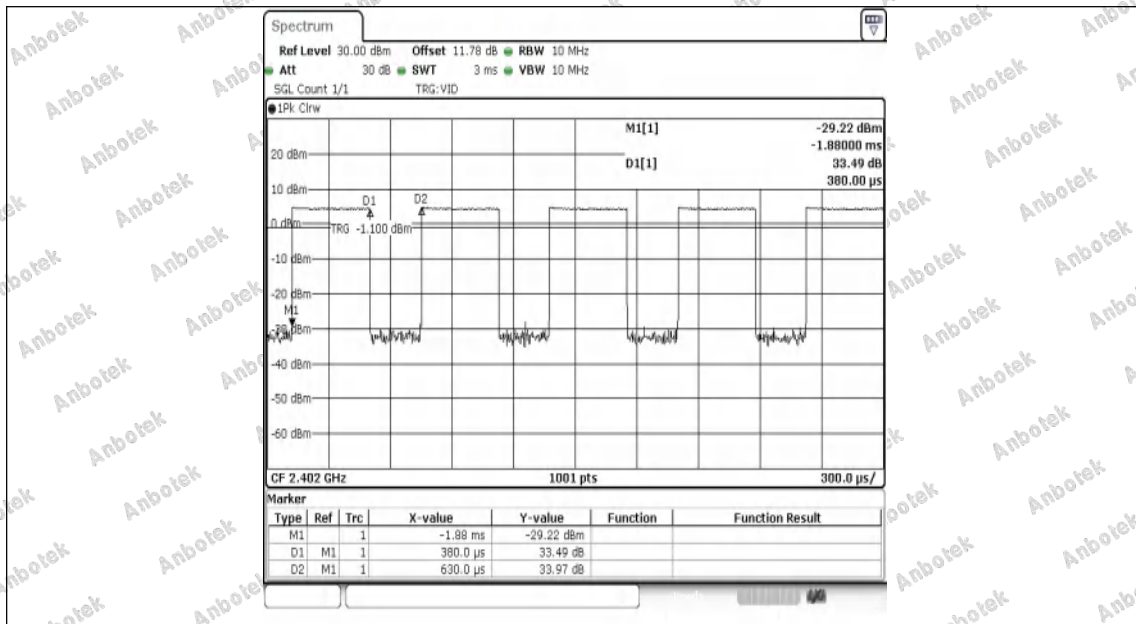 Spectrum
Ref Level 30.00 dBm Offset 11.78 dB RBW 10 MHz
Att 30 dB SWT 3 ms VBW 10 MHz
SGL Count 1/1 TRG:VID
1Pk Clrw
M1[1] -29.22 dBm
-1.88000 ms
D1[1] 33.49 dB
380.00 µs
20 dBm
10 dBm
D1 D2
0 dBm
TRG -1.100 dBm
-10 dBm
-20 dBm
M1
-30 dBm
-40 dBm
-50 dBm
-60 dBm
CF 2.402 GHz 1001 pts 300.0 µs/
Marker
Type Ref Trc X-value Y-value Function Function Result
M1 1 -1.88 ms -29.22 dBm
D1 M1 1 380.0 µs 33.49 dB
D2 M1 1 630.0 µs 33.97 dB
Anbotek